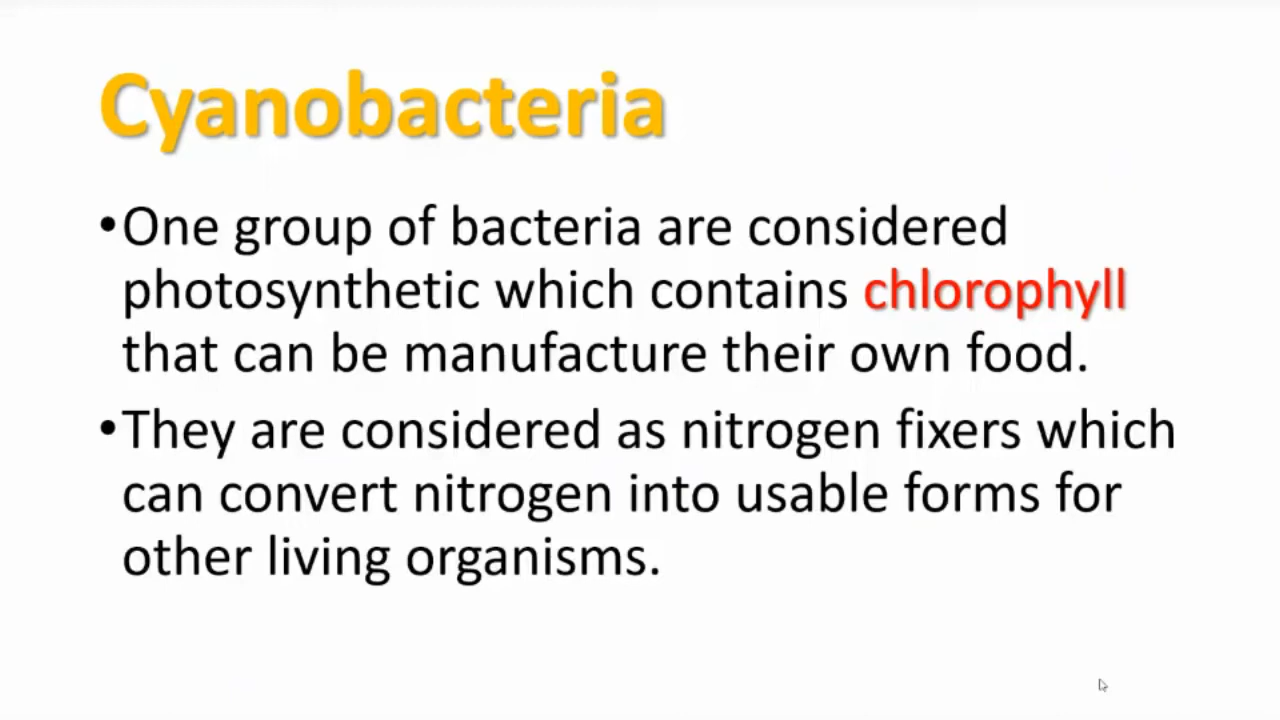 Cyanobacteria
•One group of bacteria are considered
photosynthetic which contains chlorophyll
that can be manufacture their own food.
•They are considered as nitrogen fixers which
can convert nitrogen into usable forms for
other living organisms.